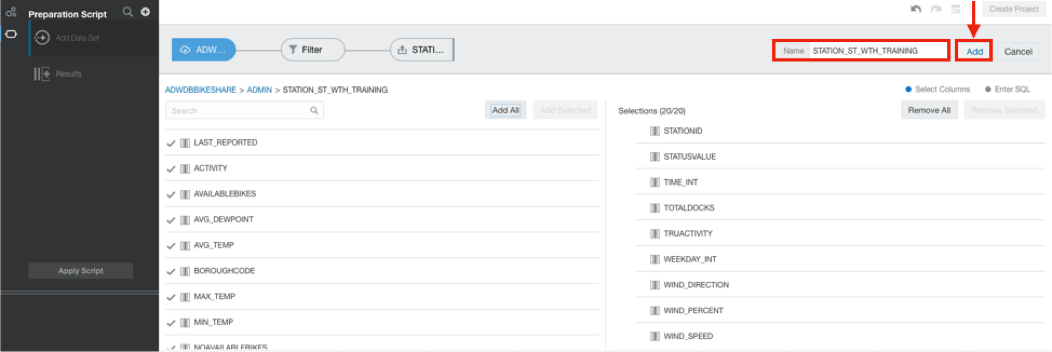 Preparation Script
Create Project
Add Data Set
Results
Apply Script
ADW...
Filter
STATI...
Name STATION_ST_WTH_TRAINING
Add
Cancel
ADWDBBIKESHARE > ADMIN > STATION_ST_WTH_TRAINING
Select Columns
Enter SQL
Search
Add All
Add Selected
Selections (20/20)
Remove All
Remove Selected
LAST_REPORTED
ACTIVITY
AVAILABLEBIKES
AVG_DEWPOINT
AVG_TEMP
BOROUGHCODE
MAX_TEMP
MIN_TEMP
NOAVAILABLEBIKES
STATIONID
STATUSVALUE
TIME_INT
TOTALDOCKS
TRUACTIVITY
WEEKDAY_INT
WIND_DIRECTION
WIND_PERCENT
WIND_SPEED